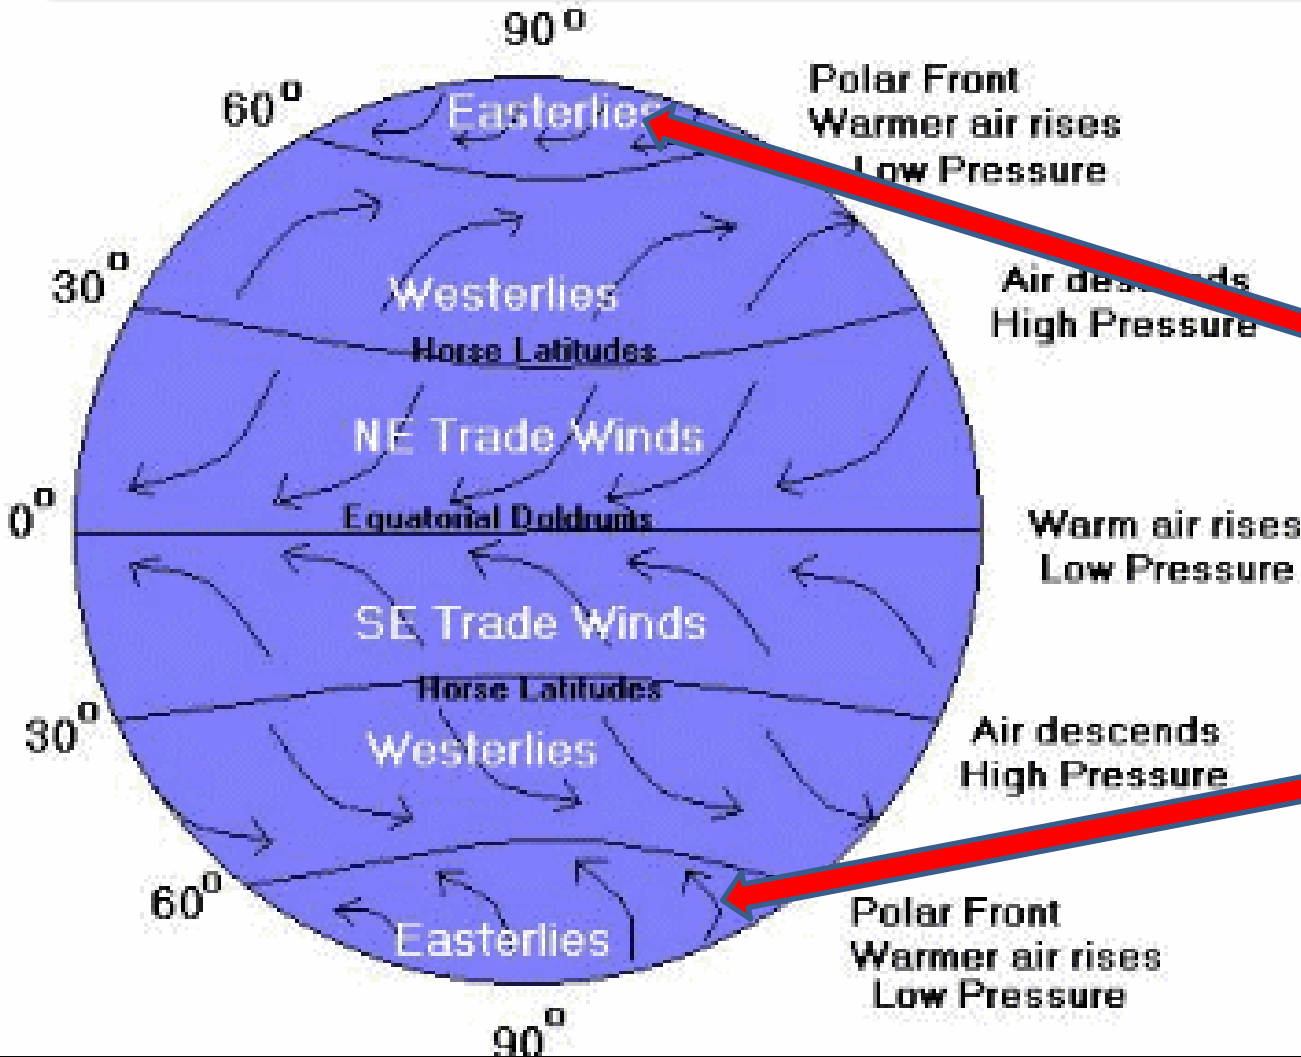 90°
60°
Easterlies
Polar Front
Warmer air rises
Low Pressure
30°
Westerlies
Air descends
High Pressure
Horse Latitudes
NE Trade Winds
0°
Equatorial Doldrums
Warm air rises
Low Pressure
SE Trade Winds
Horse Latitudes
30°
Westerlies
Air descends
High Pressure
60°
Easterlies
Polar Front
Warmer air rises
Low Pressure
90°